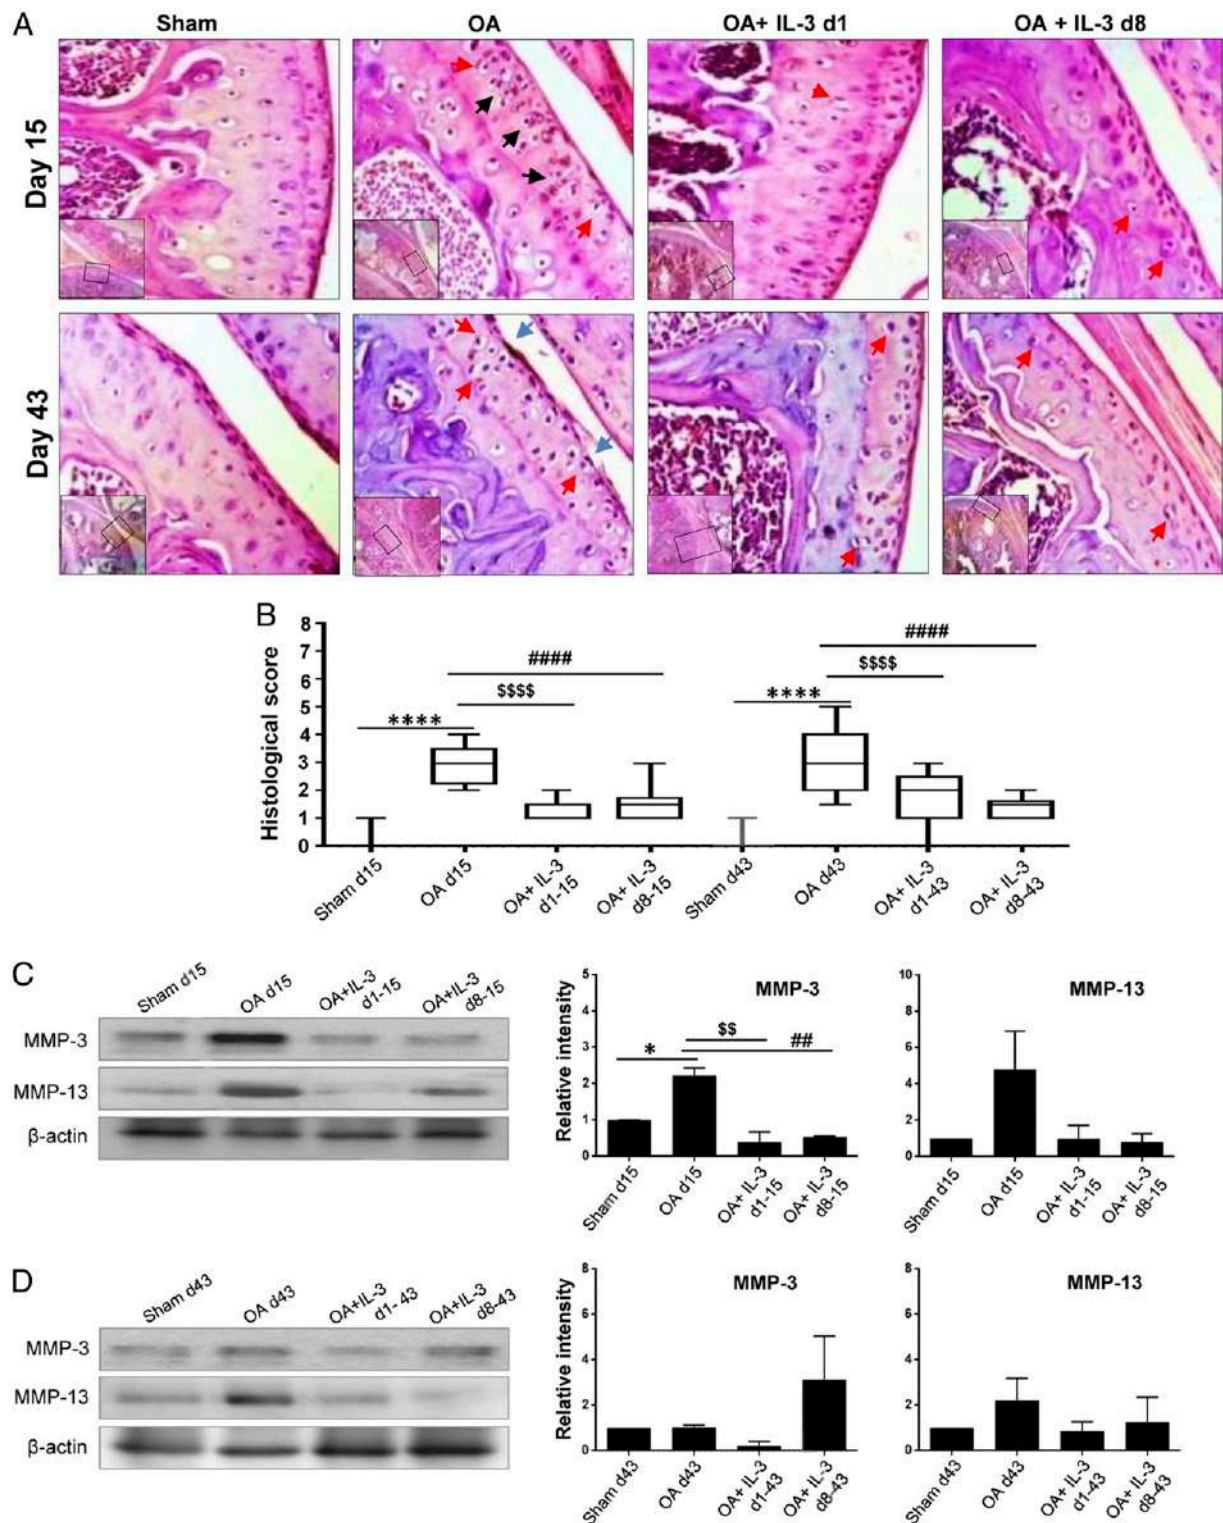 A
Sham
OA
OA+ IL-3 d1
OA + IL-3 d8
Day 15
Day 43
B
Histological score
8
7
6
5
4
3
2
1
0
****
$$$$
####
****
$$$$
####
Sham d15
OA d15
OA+ IL-3
d1-15
OA+ IL-3
d8-15
Sham d43
OA d43
OA+ IL-3
d1-43
OA+ IL-3
d8-43
C
Sham d15
OA d15
OA+IL-3
d1-15
OA+IL-3
d8-15
MMP-3
MMP-13
β-actin
MMP-3
Relative intensity
5
4
3
2
1
0
*
$$
##
Sham d15
OA d15
OA+ IL-3
d1-15
OA+ IL-3
d8-15
MMP-13
10
8
6
4
2
0
Sham d15
OA d15
OA+ IL-3
d1-15
OA+ IL-3
d8-15
D
Sham d43
OA d43
OA+IL-3
d1- 43
OA+IL-3
d8-43
MMP-3
MMP-13
β-actin
MMP-3
Relative intensity
8
6
4
2
0
Sham d43
OA d43
OA+ IL-3
d1-43
OA+ IL-3
d8-43
MMP-13
8
6
4
2
0
Sham d43
OA d43
OA+ IL-3
d1-43
OA+ IL-3
d8-43